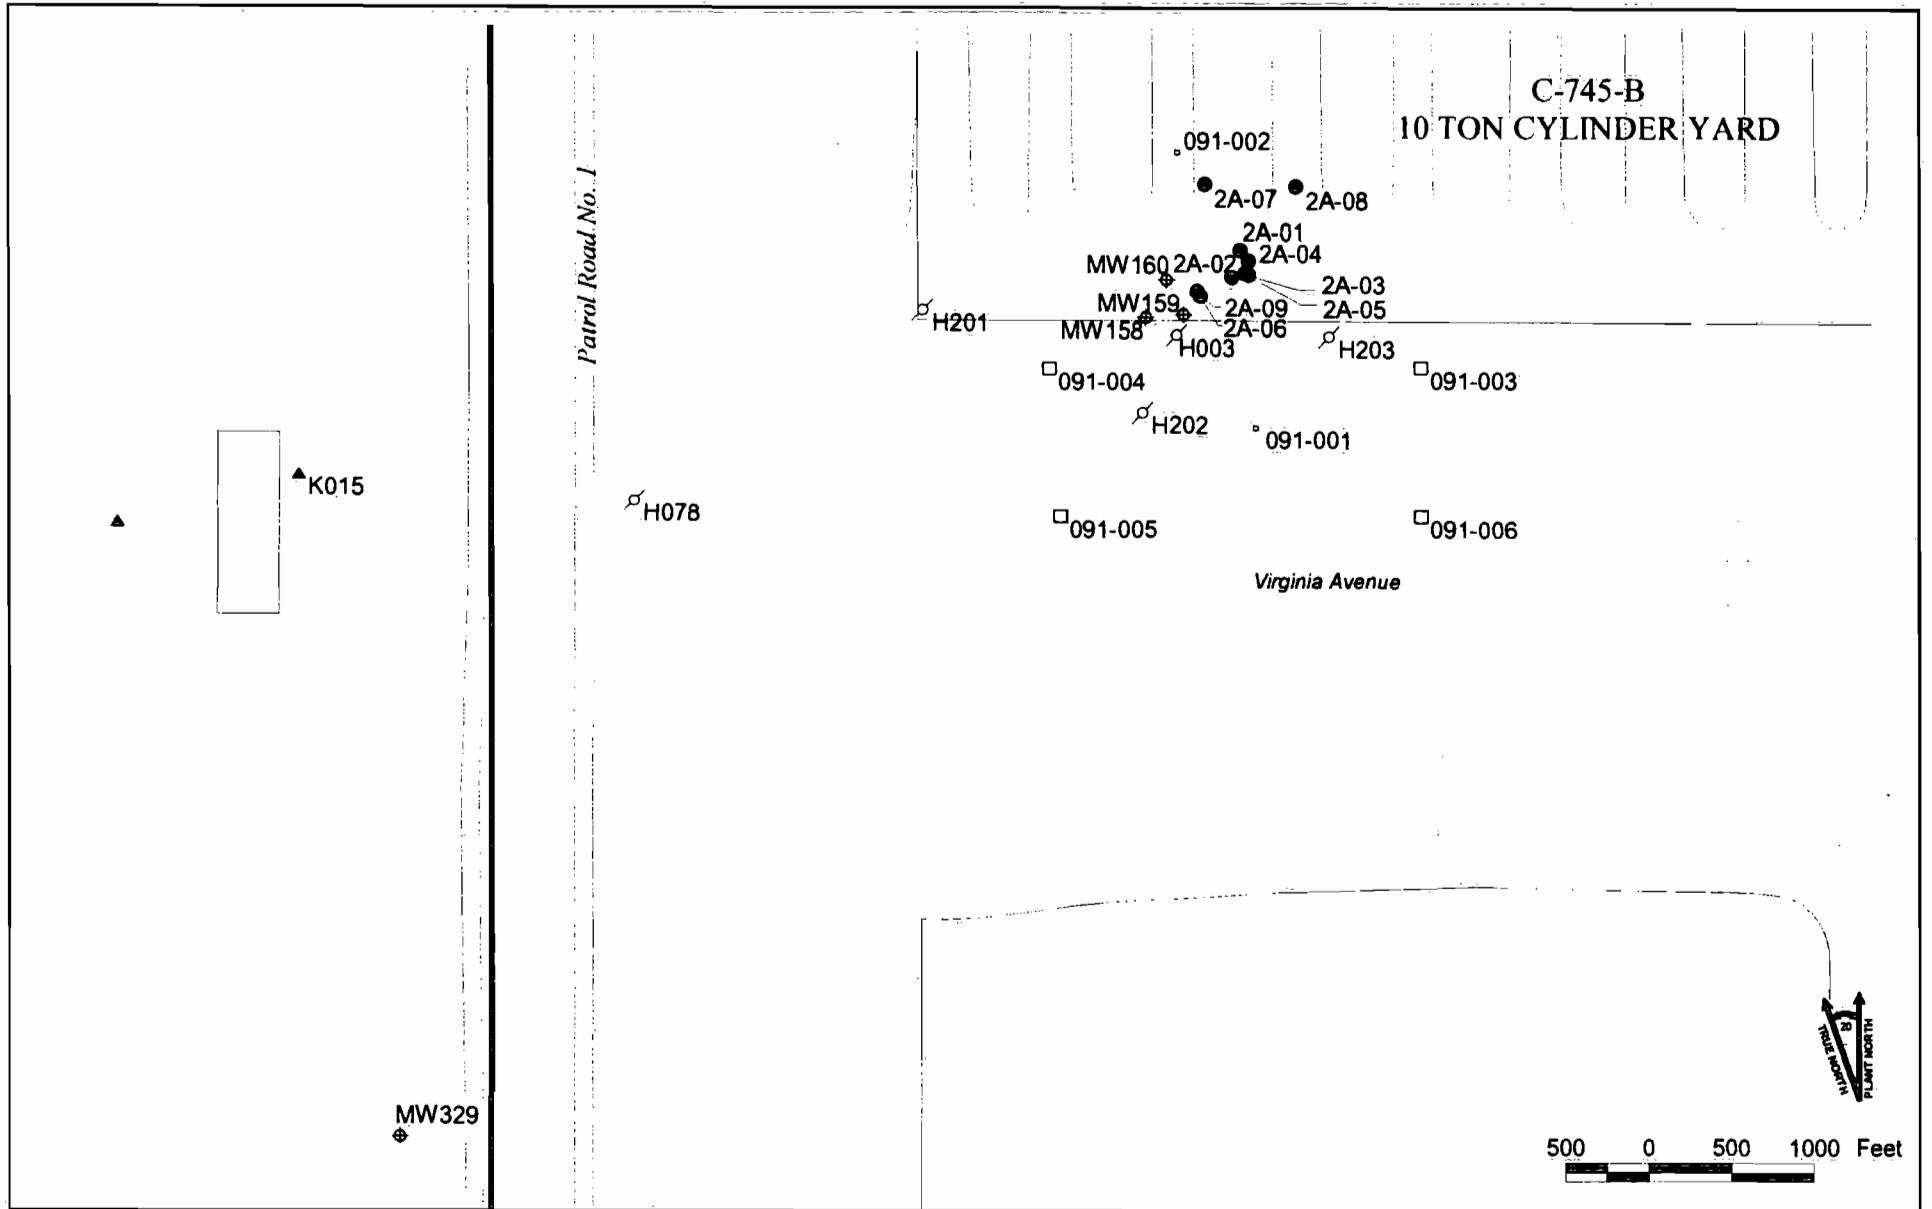 C-745-B
10 TON CYLINDER YARD
091-002
Patrol Road No. 1
2A-07
2A-08
2A-01
2A-04
MW160
2A-02
2A-03
MW159
2A-09
2A-05
H201
MW158
2A-06
H003
H203
091-004
091-003
H202
091-001
K015
H078
091-005
091-006
Virginia Avenue
TRUE NORTH
PLANT NORTH
MW329
500 0 500 1000 Feet